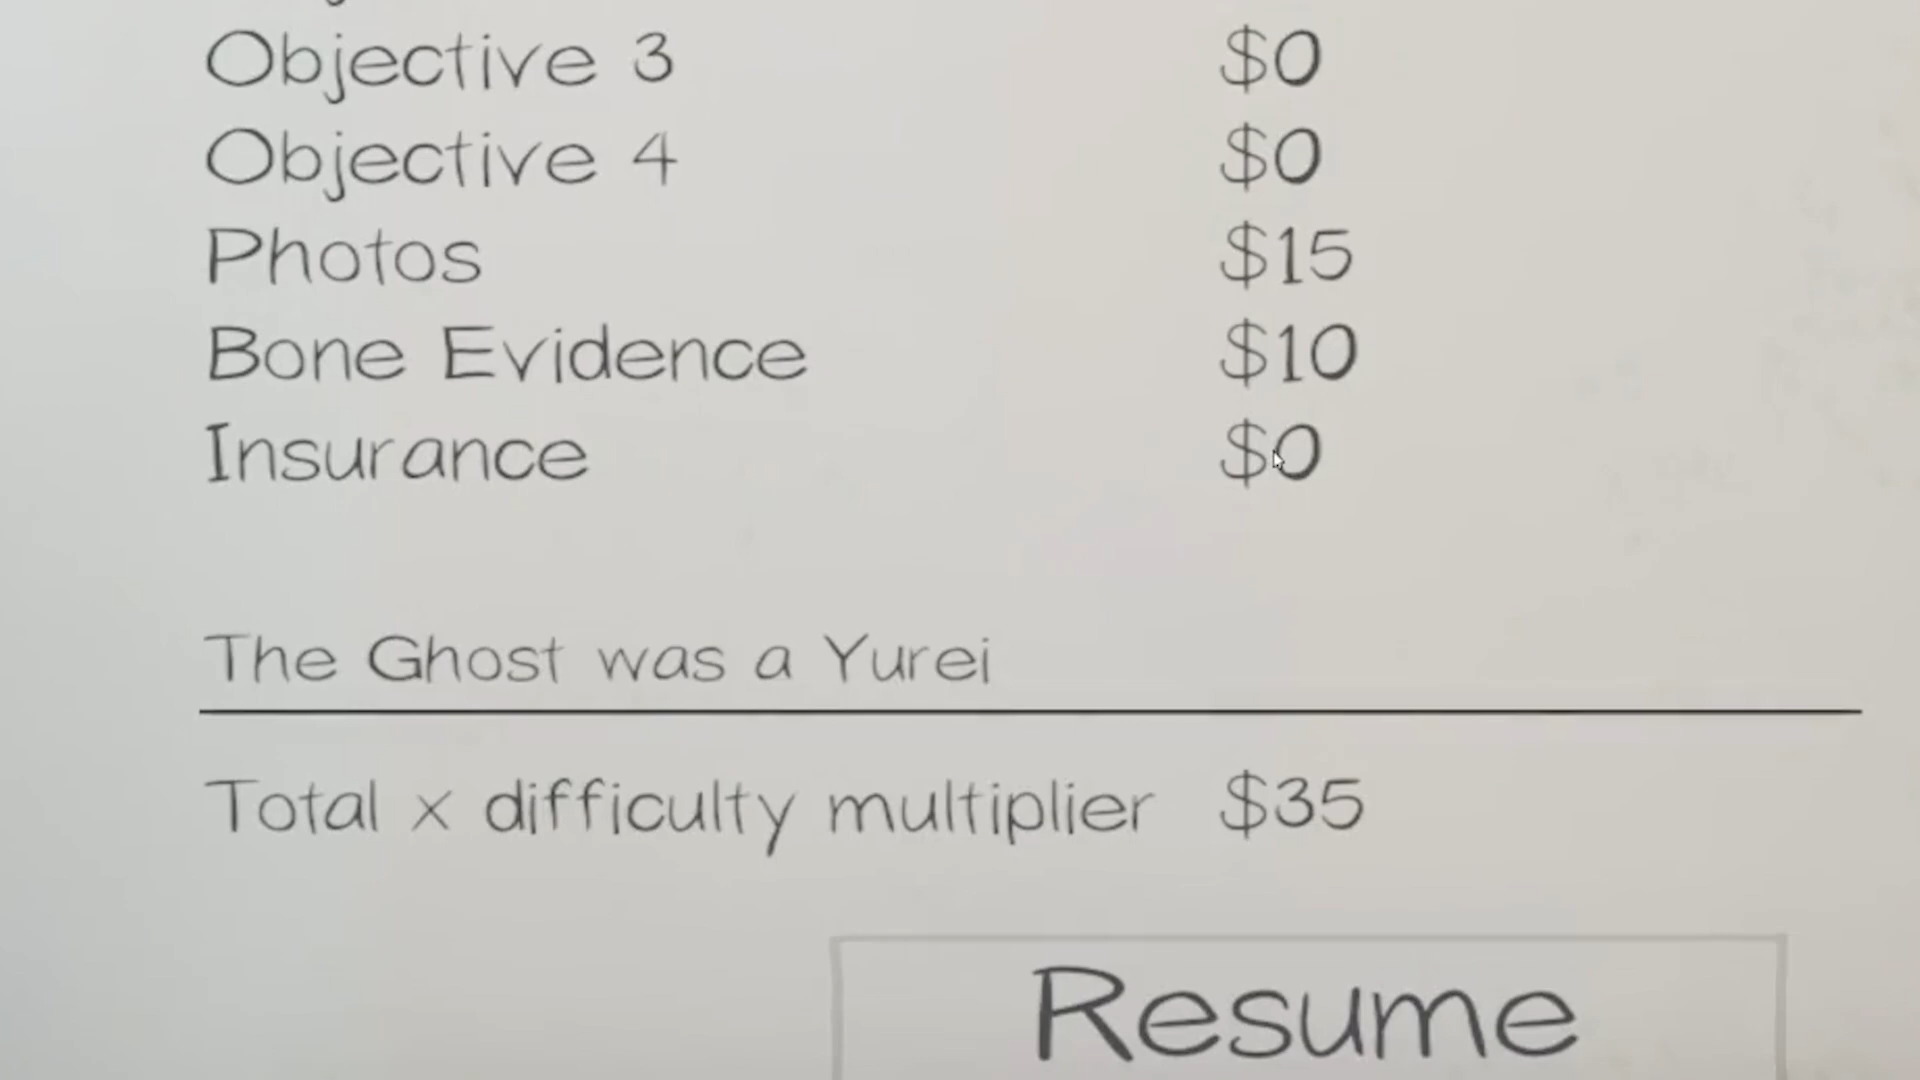 Objective 3 $0
Objective 4 $0
Photos $15
Bone Evidence $10
Insurance $0
The Ghost was a Yurei
Total x difficulty multiplier $35
Resume